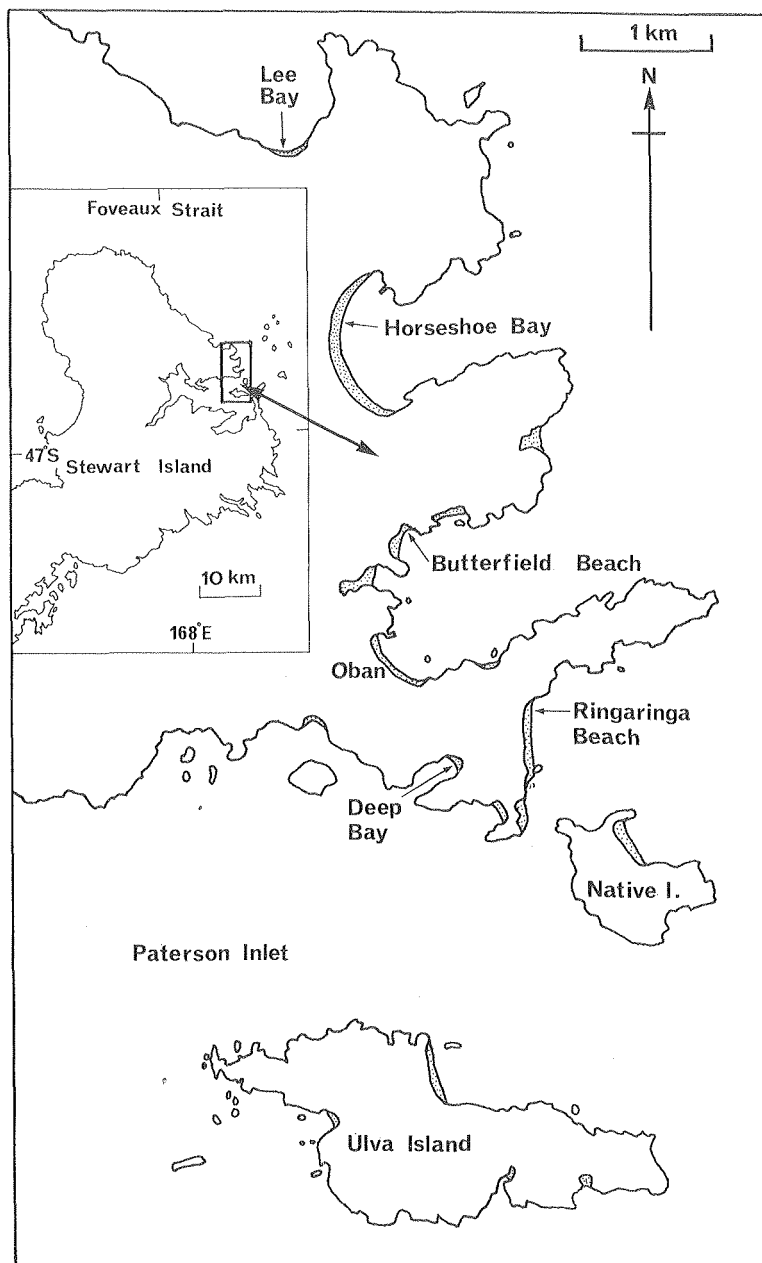 1 km
N
Lee
Bay
Foveaux Strait
Horseshoe Bay
47°S
Stewart Island
10 km
168°E
Butterfield Beach
Oban
Ringaringa
Beach
Deep
Bay
Native I.
Paterson Inlet
Ulva Island